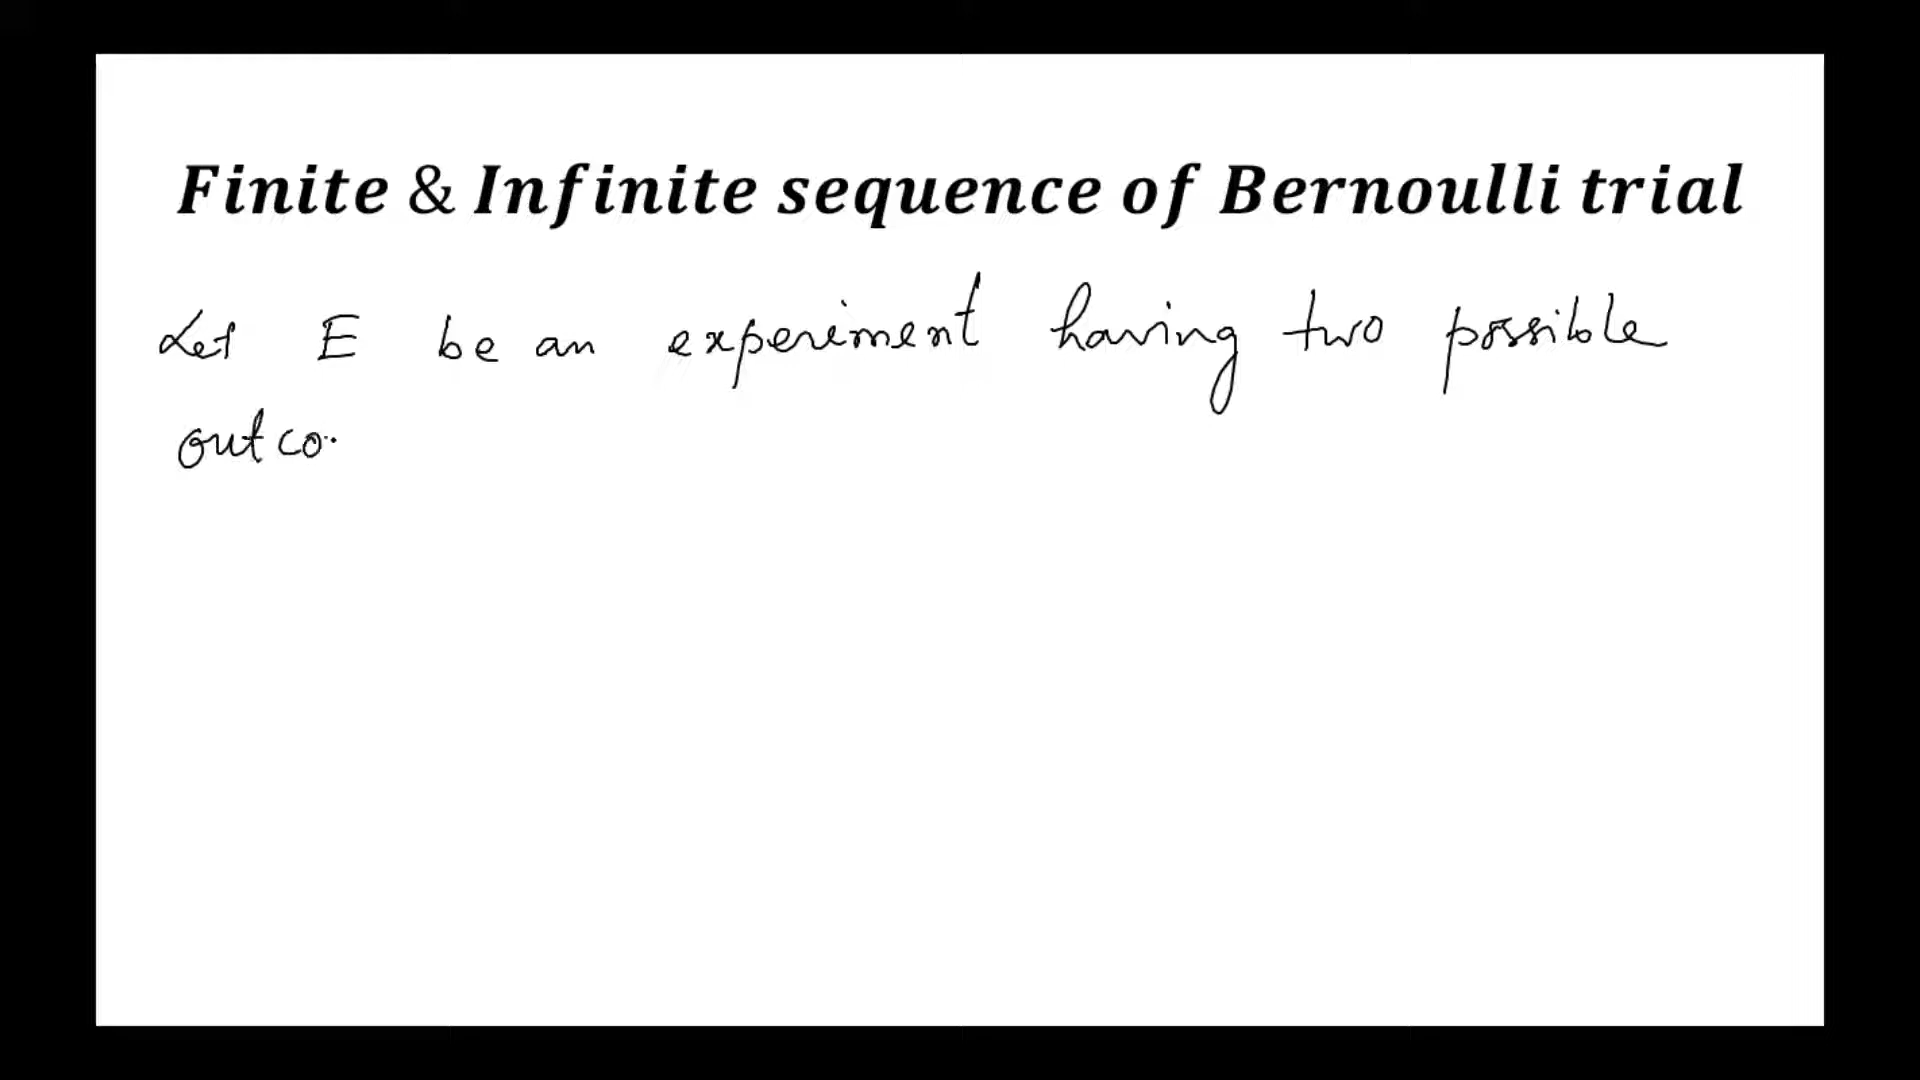 Finite & Infinite sequence of Bernoulli trial
Let E be an experiment having two possible
outco